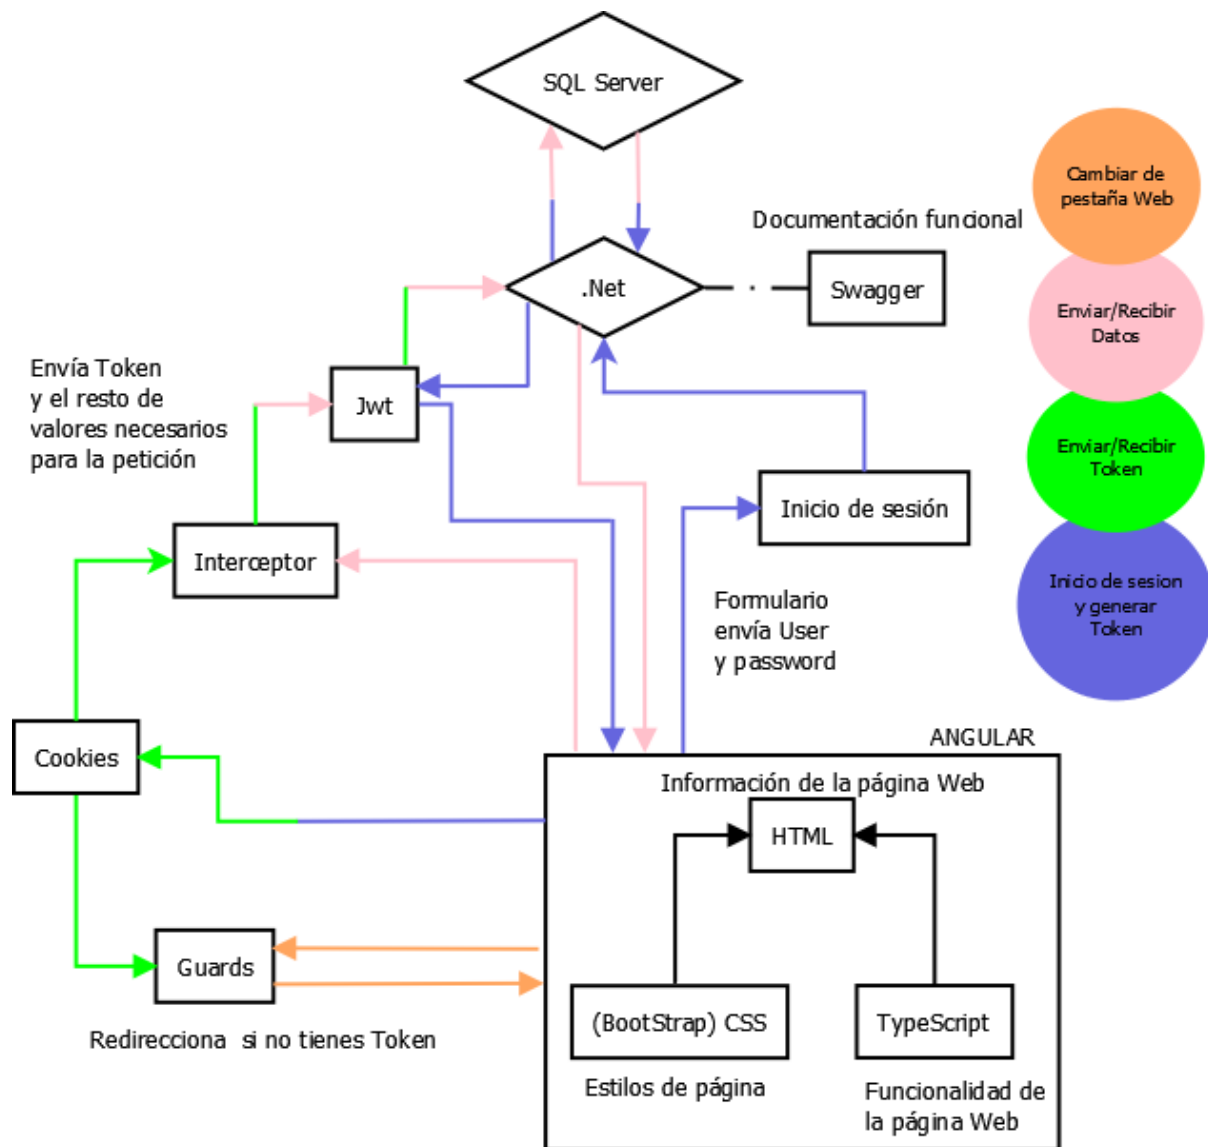 SQL Server
Cambiar de
pestaña Web
Documentación funcional
.Net
Swagger
Enviar/Recibir
Datos
Envía Token
y el resto de
valores necesarios
para la petición
Jwt
Enviar/Recibir
Token
Inicio de sesión
Interceptor
Formulario
envía User
y password
Inicio de sesion
y generar
Token
Cookies
ANGULAR
Información de la página Web
HTML
Guards
Redirecciona si no tienes Token
(BootStrap) CSS
TypeScript
Estilos de página
Funcionalidad de
la página Web